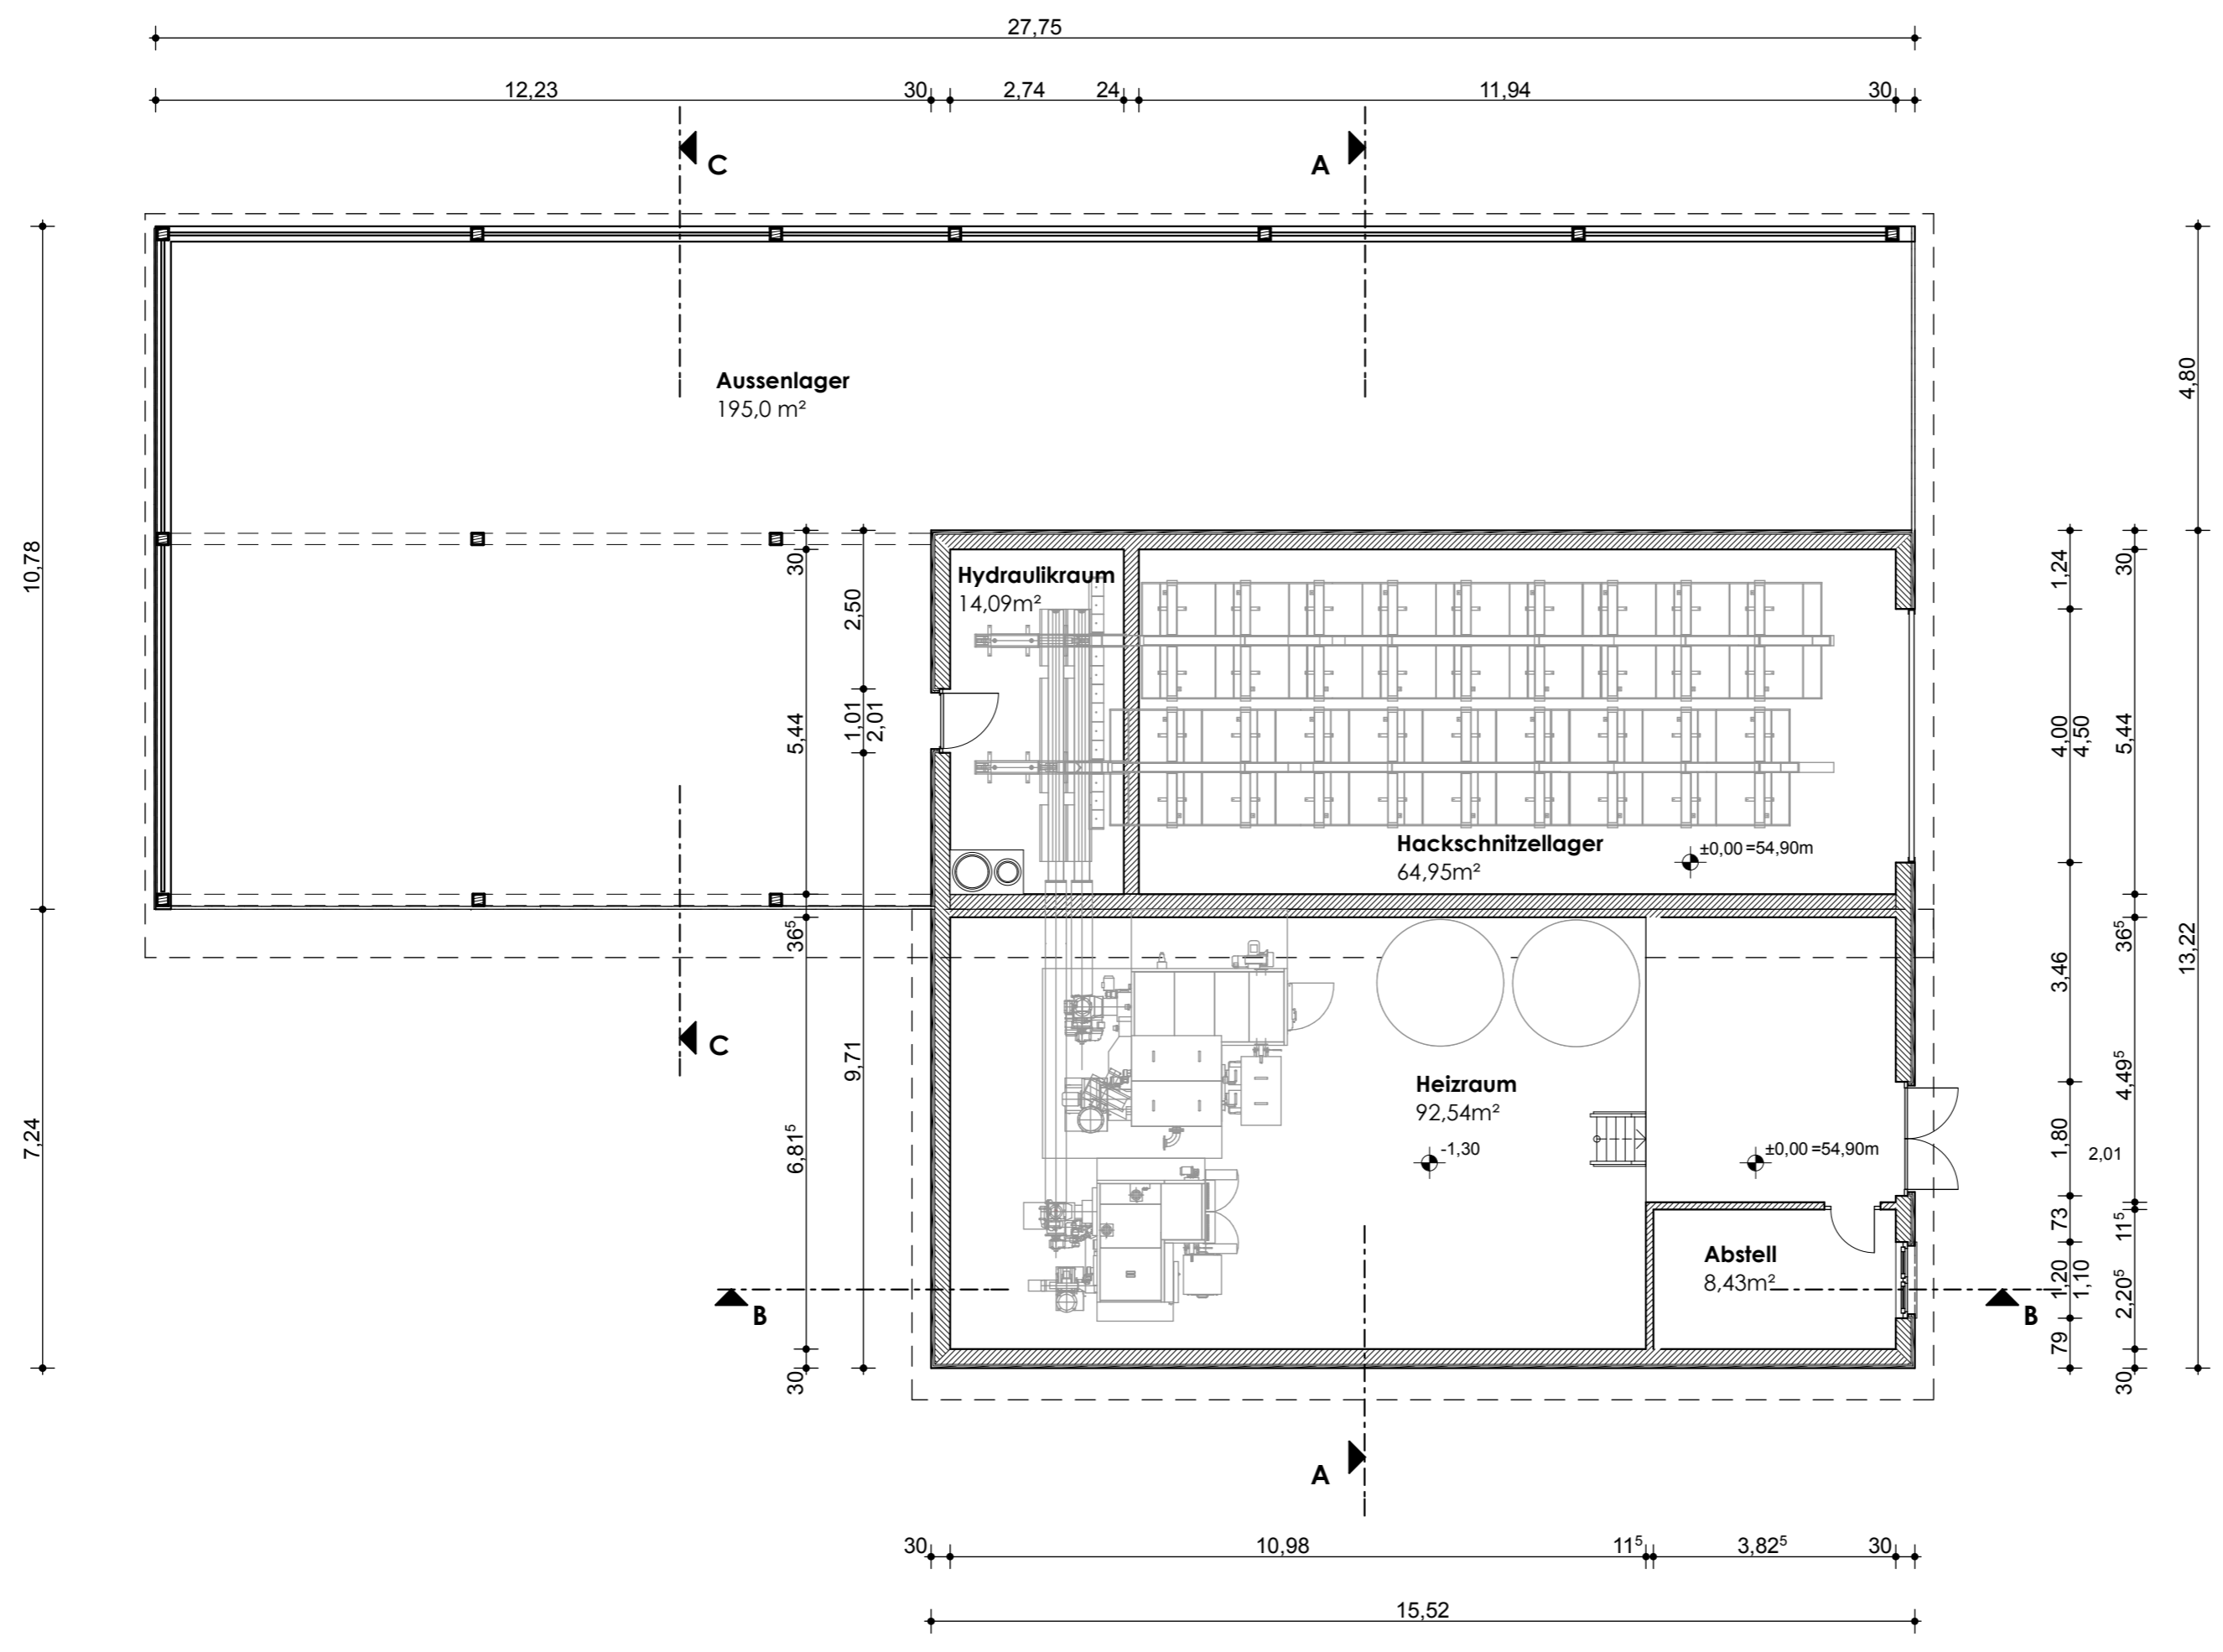 27,75
12,23
30
2,74
24
11,94
30
C
A
Aussenlager
195,0 m²
10,78
7,24
4,80
13,22
Hydraulikraum
14,09m²
30
5,44
36⁵
6,81⁵
30
2,50
1,01
2,01
9,71
Hackschnitzellager
64,95m²
±0,00=54,90m
1,24
4,00
4,50
3,46
1,80
2,01
73
1,20
1,10
79
30
5,44
36⁵
4,49⁵
11⁵
2,20⁵
30
C
Heizraum
92,54m²
-1,30
±0,00=54,90m
Abstell
8,43m²
B
B
A
30
10,98
11⁵
3,82⁵
30
15,52